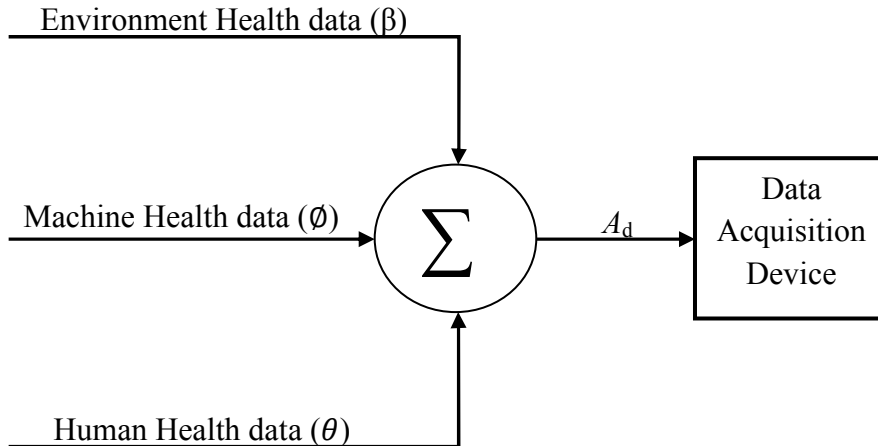 Environment Health data (β)
Machine Health data (∅)
∑
A_d
Data
Acquisition
Device
Human Health data (θ)